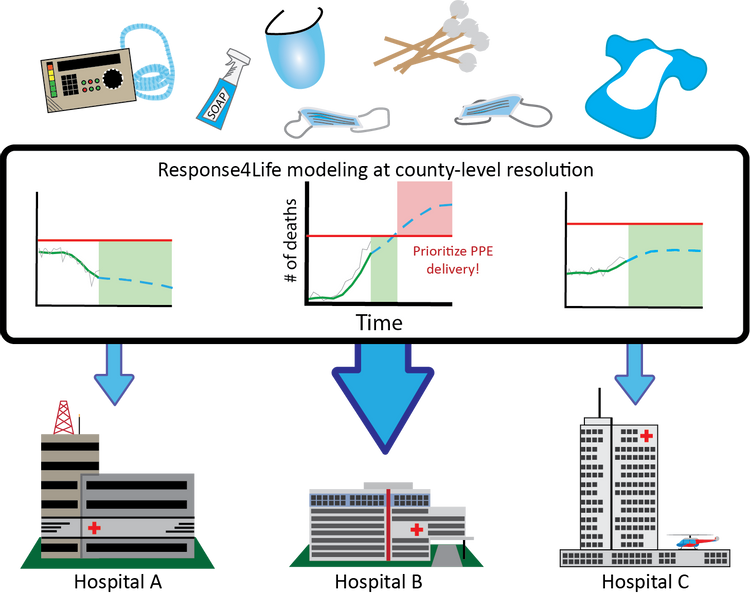 SOAP
Response4Life modeling at county-level resolution
# of deaths
Prioritize PPE
delivery!
Time
Hospital A
Hospital B
Hospital C